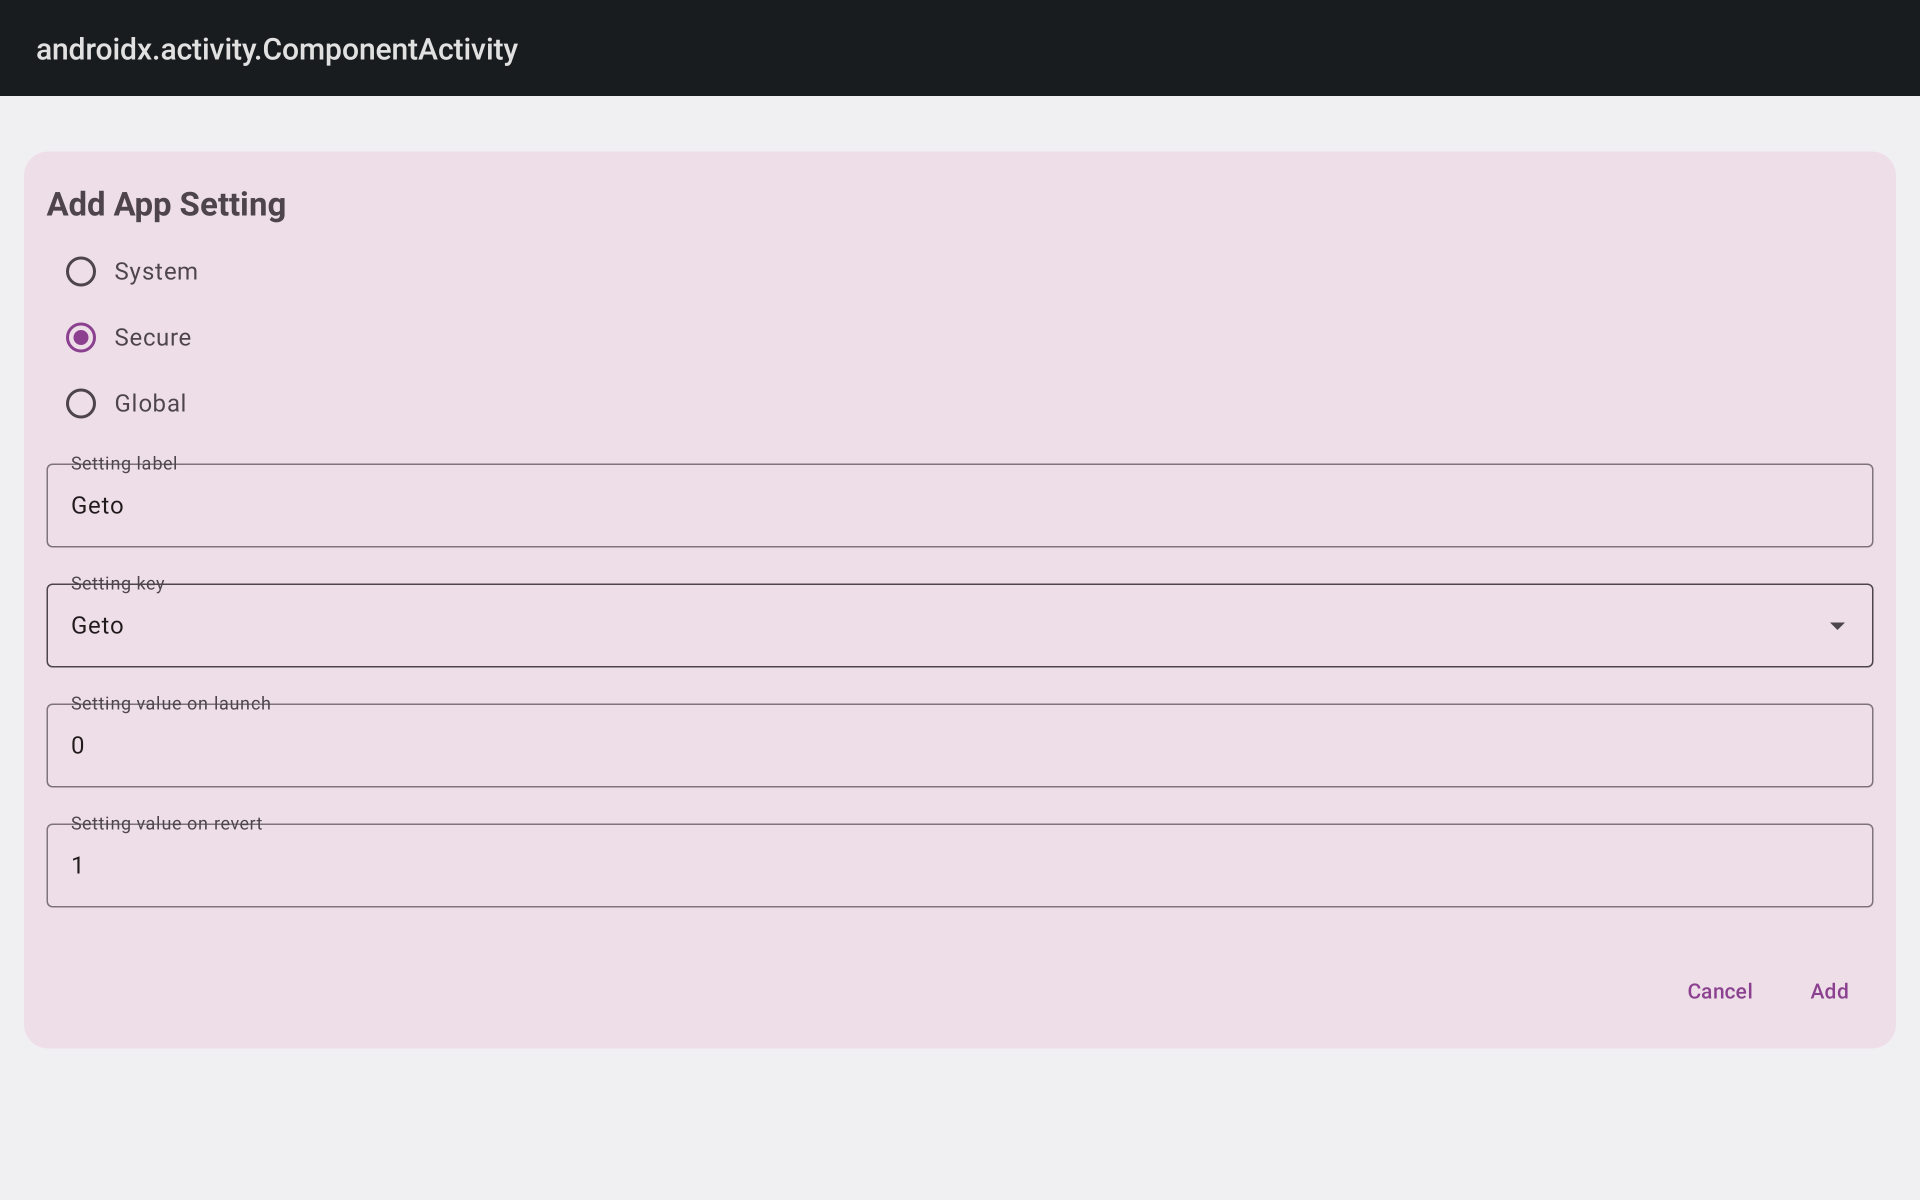 androidx.activity.ComponentActivity
Add App Setting
System
Secure
Global
Setting label
Geto
Setting key
Geto
Setting value on launch
0
Setting value on revert
1
Cancel Add